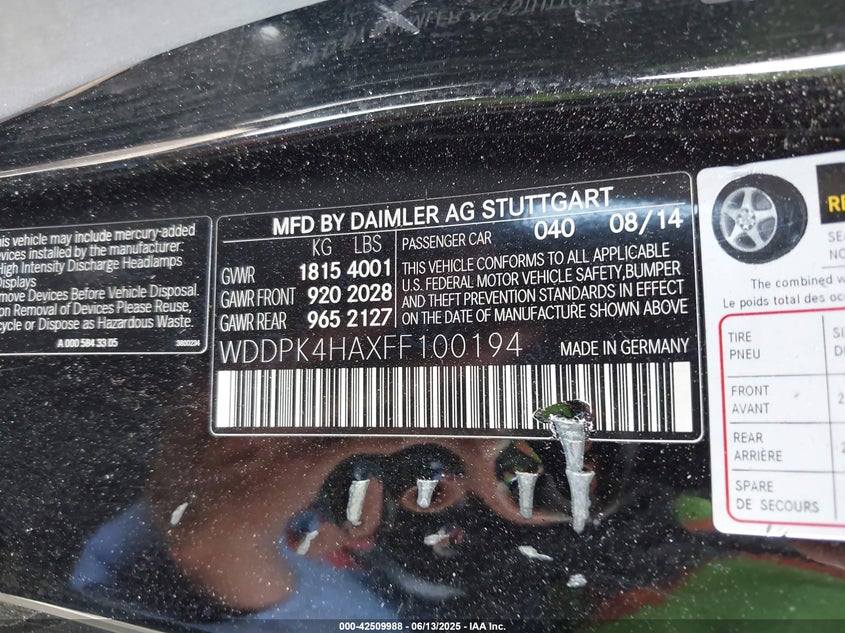 his vehicle may include mercury-added
evices installed by the manufacturer:
High Intensity Discharge Headlamps
Displays
move Devices Before Vehicle Disposal.
on Removal of Devices Please Reuse,
cycle or Dispose as Hazardous Waste.
A 000 584 33 05
MFD BY DAIMLER AG STUTTGART
KG LBS
GVWR 1815 4001
GAWR FRONT 920 2028
GAWR REAR 965 2127
PASSENGER CAR 040 08/14
THIS VEHICLE CONFORMS TO ALL APPLICABLE
U.S. FEDERAL MOTOR VEHICLE SAFETY,BUMPER
AND THEFT PREVENTION STANDARDS IN EFFECT
ON THE DATE OF MANUFACTURE SHOWN ABOVE
WDDPK4HAXFF100194 MADE IN GERMANY
The combined w
Le poids total des oc
TIRE
PNEU
FRONT
AVANT
REAR
ARRIÈRE
SPARE
DE SECOURS
000-42509988 - 06/13/2025 - IAA Inc.